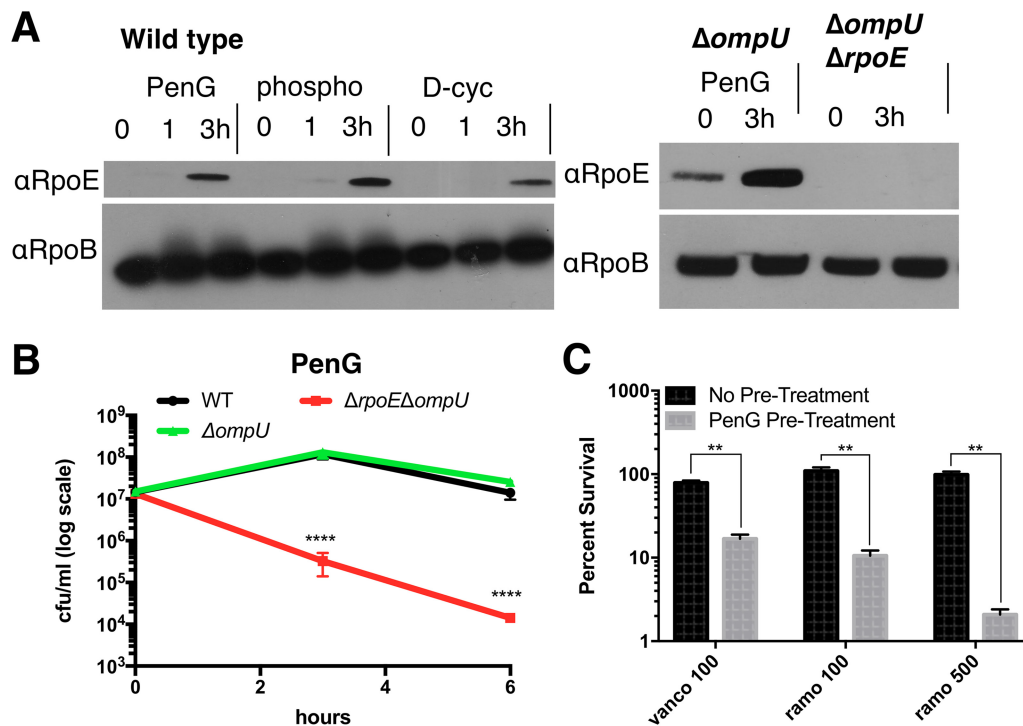 A
Wild type
PenG phospho D-cyc
0 1 3h 0 1 3h 0 1 3h
αRpoE
αRpoB
ΔompU ΔompU
ΔrpoE
PenG
0 3h 0 3h
αRpoE
αRpoB
B
PenG
WT ΔrpoEΔompU
ΔompU
cfu/ml (log scale)
10⁹
10⁸
10⁷
10⁶
10⁵
10⁴
10³
****
****
0 2 4 6
hours
C
No Pre-Treatment
PenG Pre-Treatment
Percent Survival
1000
100
10
1
** ** **
vanco 100
ramo 100
ramo 500